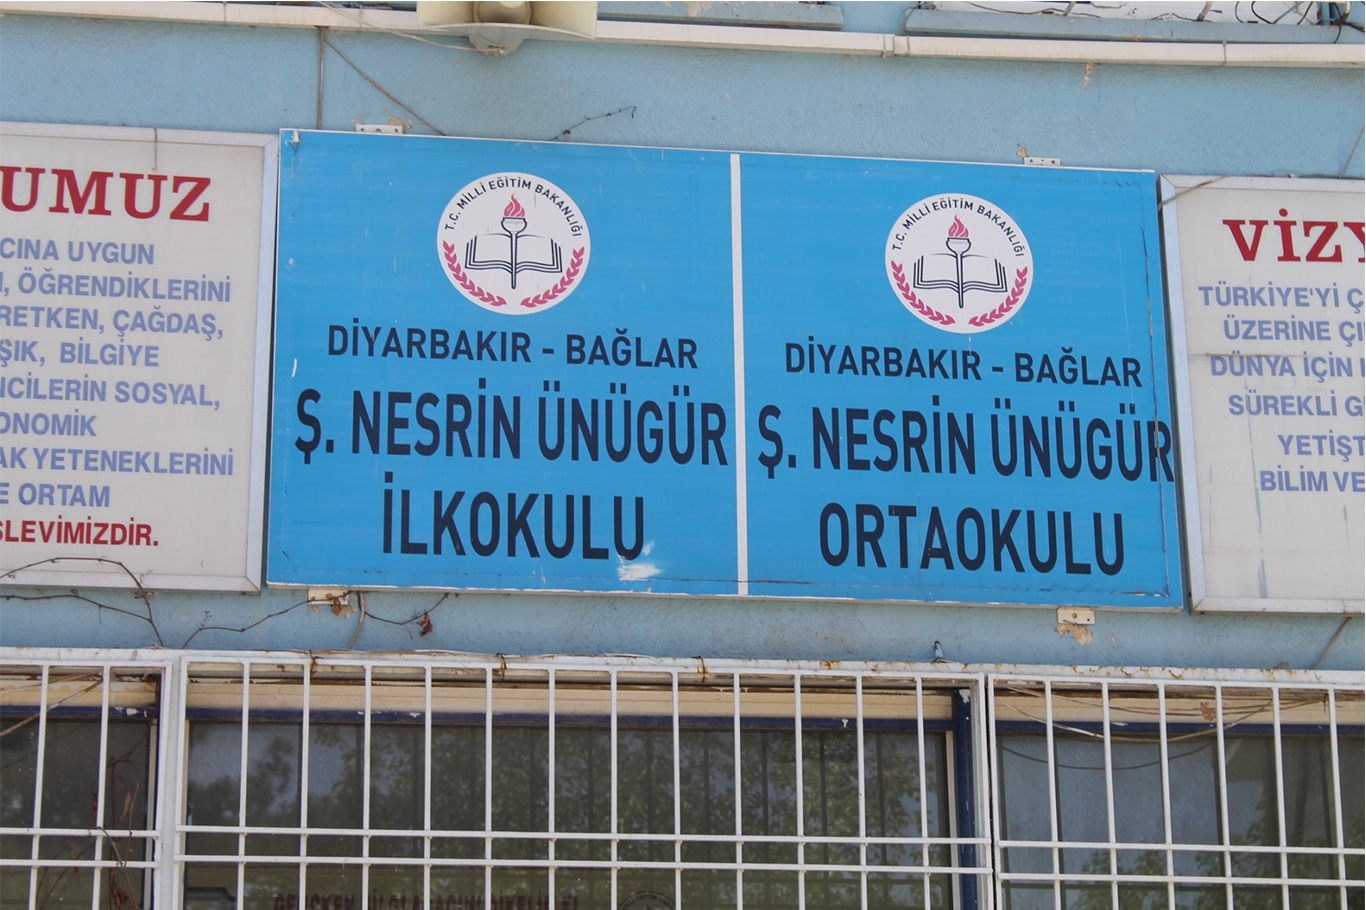 UMUZ
CINA UYGUN
, ÖĞRENDİKLERİNİ
RETKEN, ÇAĞDAŞ,
ŞIK, BİLGİYE
NCİLERİN SOSYAL,
ONOMİK
AK YETENEKLERİNİ
E ORTAM
ŞLEVİMİZDİR.
T.C. MİLLİ EĞİTİM BAKANLIĞI
DİYARBAKIR - BAĞLAR
Ş. NESRİN ÜNÜGÜR
İLKOKULU
T.C. MİLLİ EĞİTİM BAKANLIĞI
DİYARBAKIR - BAĞLAR
Ş. NESRİN ÜNÜGÜR
ORTAOKULU
VİZY
TÜRKİYE'Yİ Ç
ÜZERİNE ÇI
DÜNYA İÇİN
SÜREKLİ G
YETİŞT
BİLİM VE